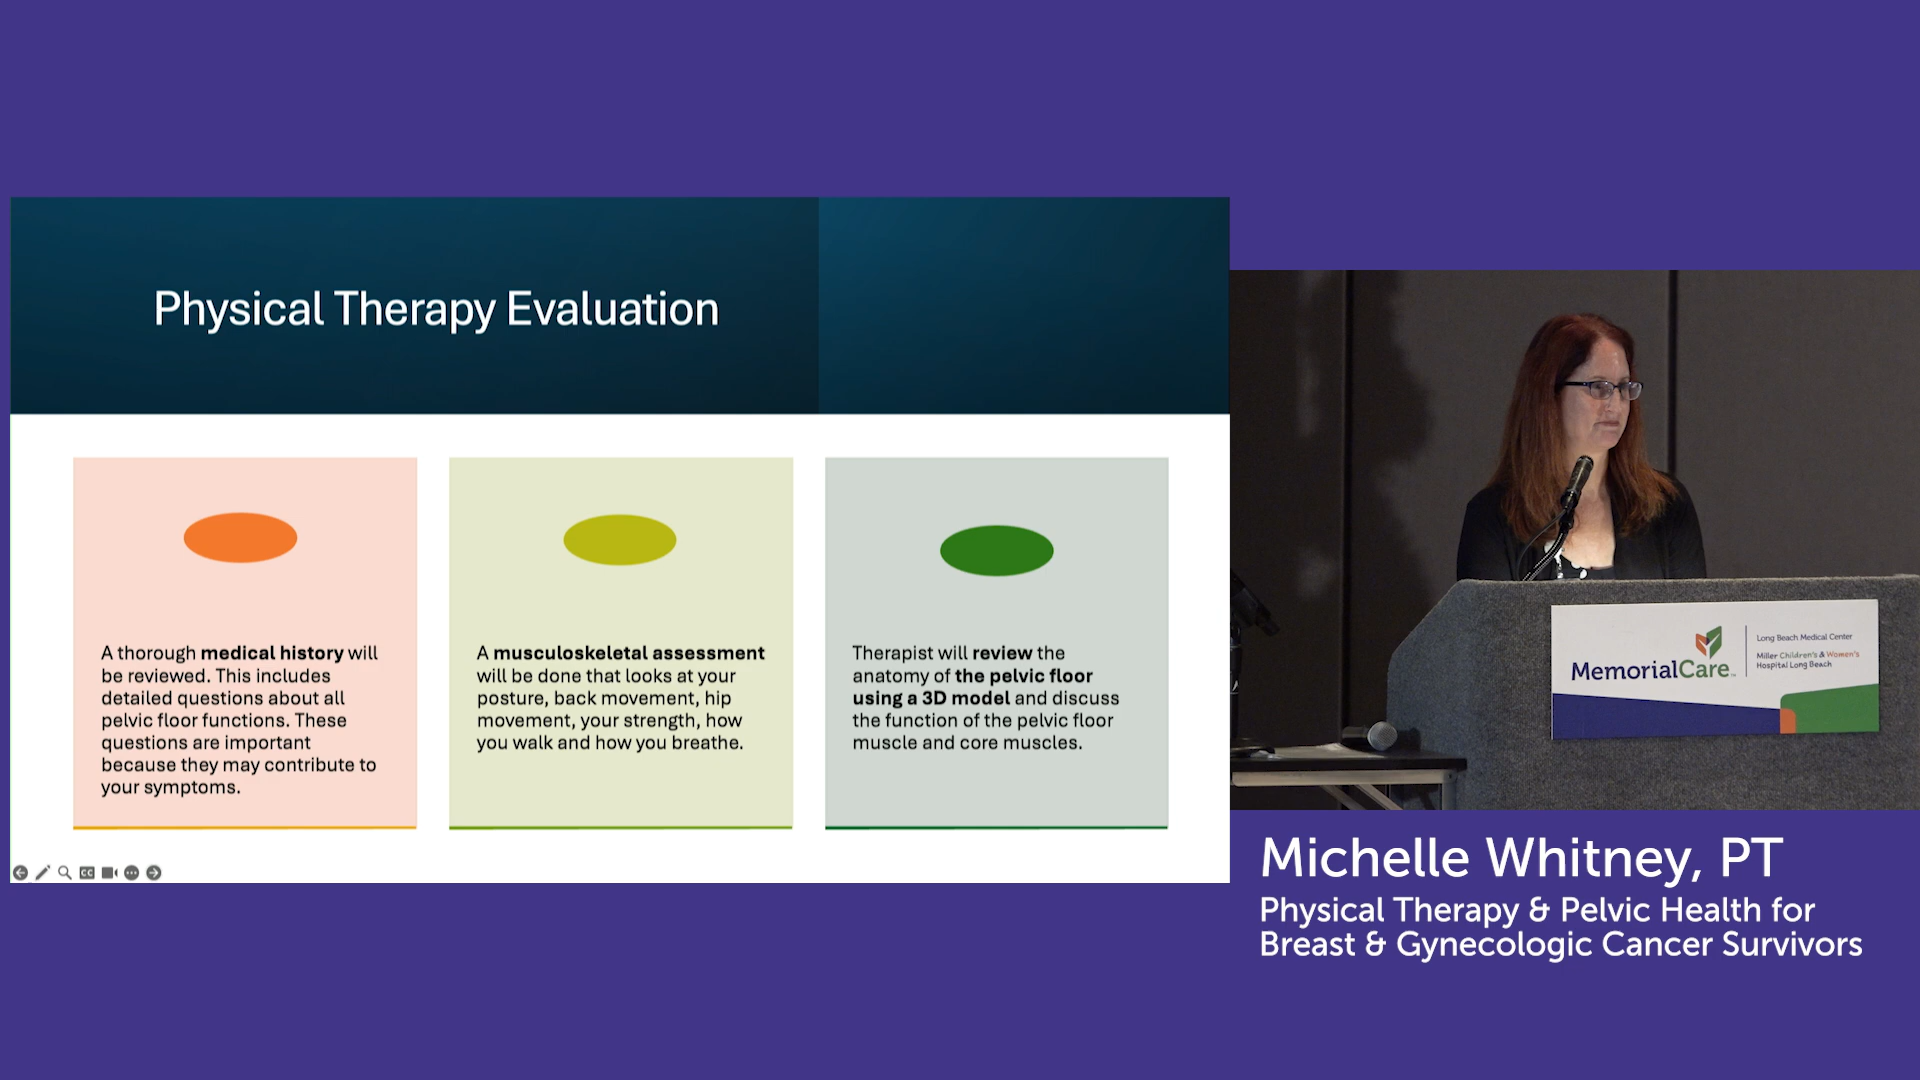 Physical Therapy Evaluation
A thorough medical history will
be reviewed. This includes
detailed questions about all
pelvic floor functions. These
questions are important
because they may contribute to
your symptoms.
A musculoskeletal assessment
will be done that looks at your
posture, back movement, hip
movement, your strength, how
you walk and how you breathe.
Therapist will review the
anatomy of the pelvic floor
using a 3D model and discuss
the function of the pelvic floor
muscle and core muscles.
CC
MemorialCare™
Long Beach Medical Center
Miller Children's & Women's
Hospital Long Beach
Michelle Whitney, PT
Physical Therapy & Pelvic Health for
Breast & Gynecologic Cancer Survivors